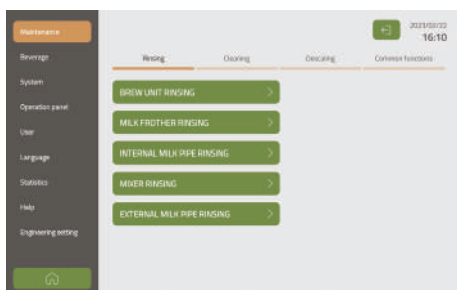 Maintenance
2023/02/22
16:10
Beverage
Rinsing
Cleaning
Descaling
Common functions
System
Operation panel
User
Language
Statistics
Help
Engineering setting
BREW UNIT RINSING
MILK FROTHER RINSING
INTERNAL MILK PIPE RINSING
MIXER RINSING
EXTERNAL MILK PIPE RINSING